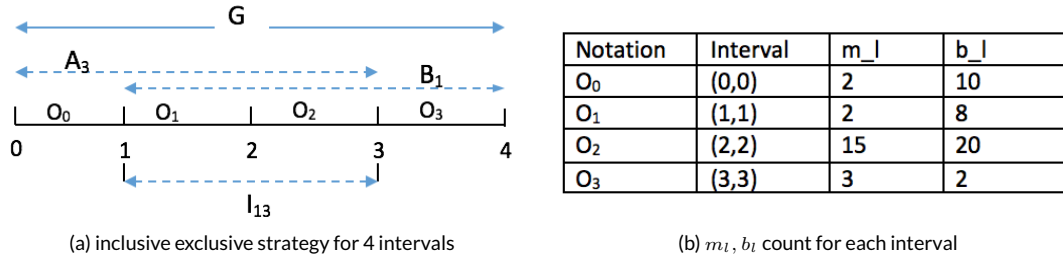 G
A₃
B₁
O₀ O₁ O₂ O₃
0 1 2 3 4
I₁₃
(a) inclusive exclusive strategy for 4 intervals
Notation Interval m_l b_l
O₀ (0,0) 2 10
O₁ (1,1) 2 8
O₂ (2,2) 15 20
O₃ (3,3) 3 2
(b) mₗ, bₗ count for each interval